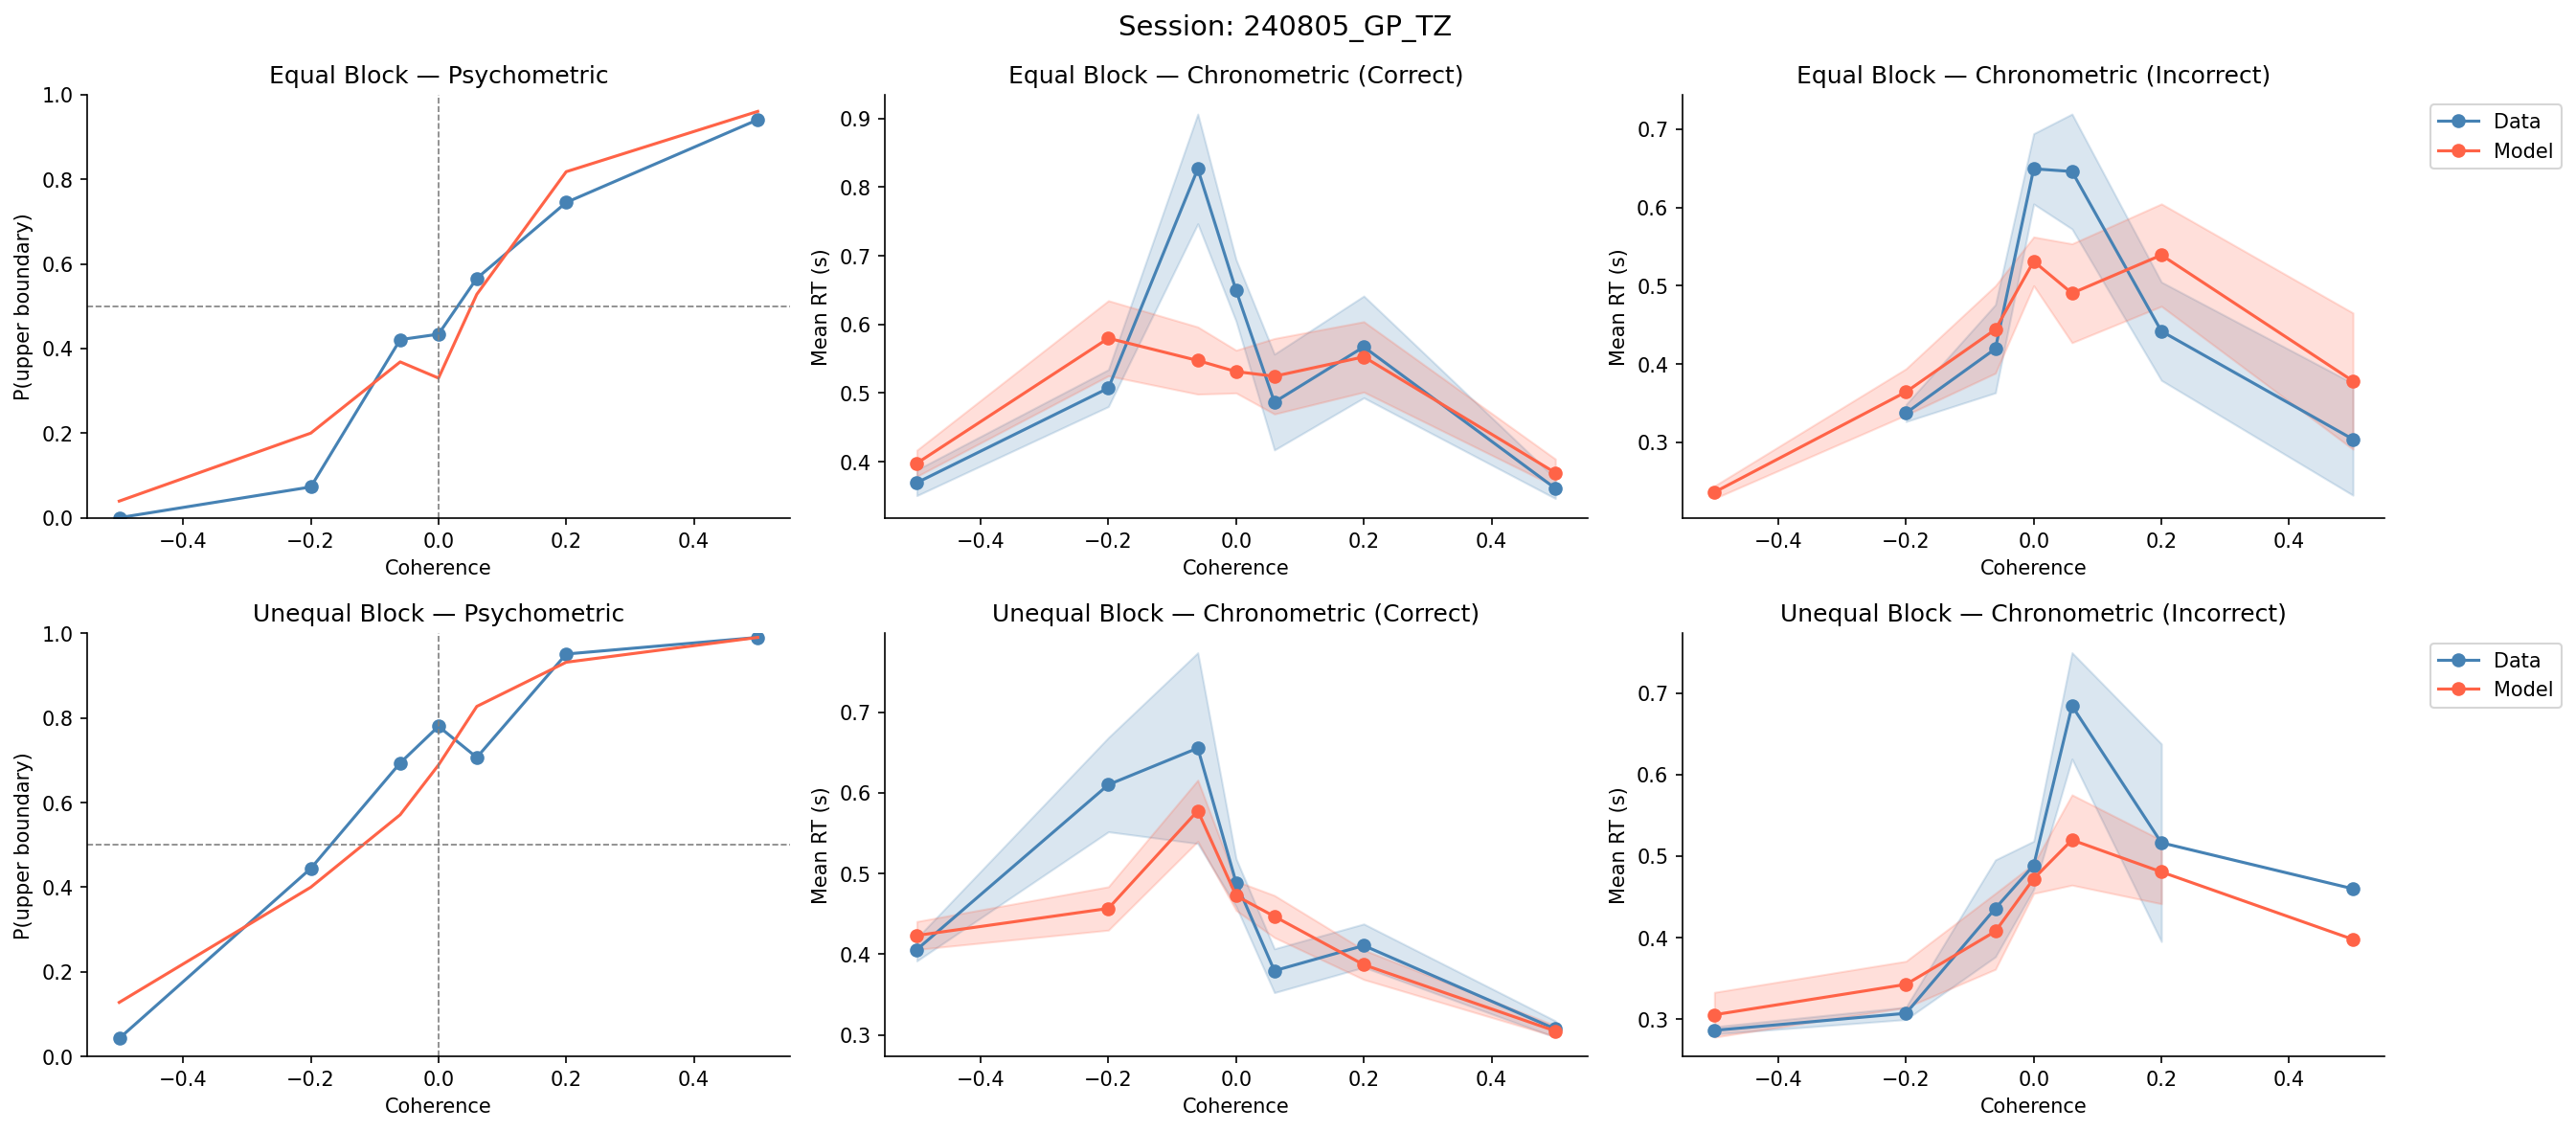 Session: 240805_GP_TZ
Equal Block — Psychometric
1.0
0.8
0.6
0.4
0.2
0.0
P(upper boundary)
−0.4 −0.2 0.0 0.2 0.4
Coherence
Equal Block — Chronometric (Correct)
0.9
0.8
0.7
0.6
0.5
0.4
Mean RT (s)
−0.4 −0.2 0.0 0.2 0.4
Coherence
Equal Block — Chronometric (Incorrect)
0.7
0.6
0.5
0.4
0.3
Mean RT (s)
−0.4 −0.2 0.0 0.2 0.4
Coherence
Data
Model
Unequal Block — Psychometric
1.0
0.8
0.6
0.4
0.2
0.0
P(upper boundary)
−0.4 −0.2 0.0 0.2 0.4
Coherence
Unequal Block — Chronometric (Correct)
0.7
0.6
0.5
0.4
0.3
Mean RT (s)
−0.4 −0.2 0.0 0.2 0.4
Coherence
Unequal Block — Chronometric (Incorrect)
0.7
0.6
0.5
0.4
0.3
Mean RT (s)
−0.4 −0.2 0.0 0.2 0.4
Coherence
Data
Model